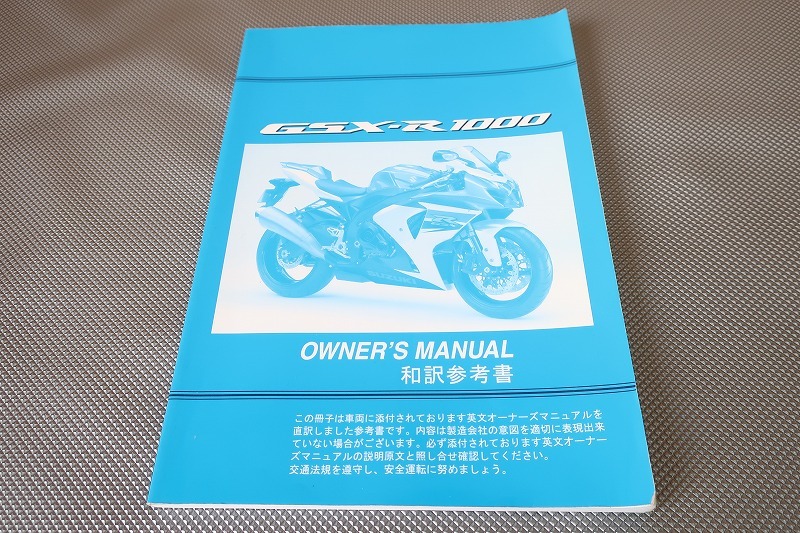 GSX-R1000
SUZUKI
OWNER'S MANUAL
和訳参考書
この冊子は車両に添付されております英文オーナーズマニュアルを
直訳しました参考書です。内容は製造会社の意図を適切に表現出来
ていない場合がございます。必ず添付されております英文オーナー
ズマニュアルの説明原文と照し合せ確認してください。
交通法規を遵守し、安全運転に努めましょう。